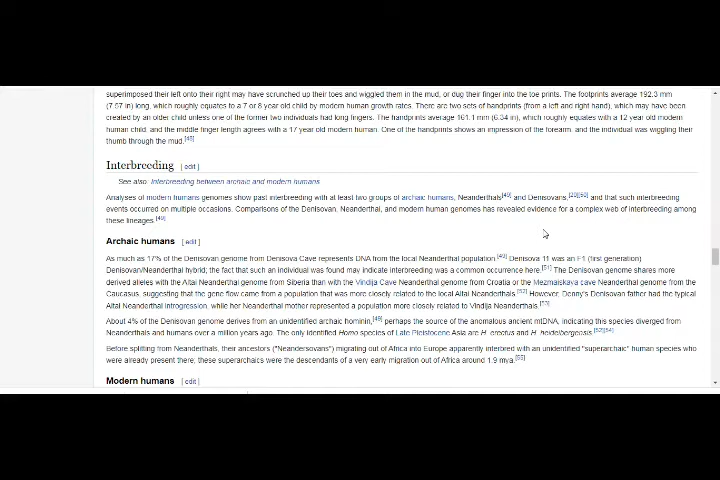 superimposed their left onto their right may have scrunched up their toes and wiggled them in the mud, or dug their finger into the toe prints. The footprints average 192.3 mm
(7.57 in) long, which roughly equates to a 7 or 8 year old child by modern human growth rates. There are two sets of handprints (from a left and right hand), which may have been
created by an older child unless one of the former two individuals had long fingers. The handprints average 161.1 mm (6.34 in), which roughly equates with a 12 year old modern
human child, and the middle finger length agrees with a 17 year old modern human. One of the handprints shows an impression of the forearm, and the individual was wiggling their
thumb through the mud.[48]
Interbreeding [ edit ]
See also: Interbreeding between archaic and modern humans
Analyses of modern humans genomes show past interbreeding with at least two groups of archaic humans, Neanderthals[49] and Denisovans,[20][50] and that such interbreeding
events occurred on multiple occasions. Comparisons of the Denisovan, Neanderthal, and modern human genomes has revealed evidence for a complex web of interbreeding among
these lineages.[49]
Archaic humans [ edit ]
As much as 17% of the Denisovan genome from Denisova Cave represents DNA from the local Neanderthal population.[49] Denisova 11 was an F1 (first generation)
Denisovan/Neanderthal hybrid; the fact that such an individual was found may indicate interbreeding was a common occurrence here.[51] The Denisovan genome shares more
derived alleles with the Altai Neanderthal genome from Siberia than with the Vindija Cave Neanderthal genome from Croatia or the Mezmaiskaya cave Neanderthal genome from the
Caucasus, suggesting that the gene flow came from a population that was more closely related to the local Altai Neanderthals.[52] However, Denny's Denisovan father had the typical
Altai Neanderthal introgression, while her Neanderthal mother represented a population more closely related to Vindija Neanderthals.[53]
About 4% of the Denisovan genome derives from an unidentified archaic hominin,[49] perhaps the source of the anomalous ancient mtDNA, indicating this species diverged from
Neanderthals and humans over a million years ago. The only identified Homo species of Late Pleistocene Asia are H. erectus and H. heidelbergensis.[52][54]
Before splitting from Neanderthals, their ancestors ("Neandersovans") migrating out of Africa into Europe apparently interbred with an unidentified "superarchaic" human species who
were already present there; these superarchaics were the descendants of a very early migration out of Africa around 1.9 mya.[55]
Modern humans [ edit ]